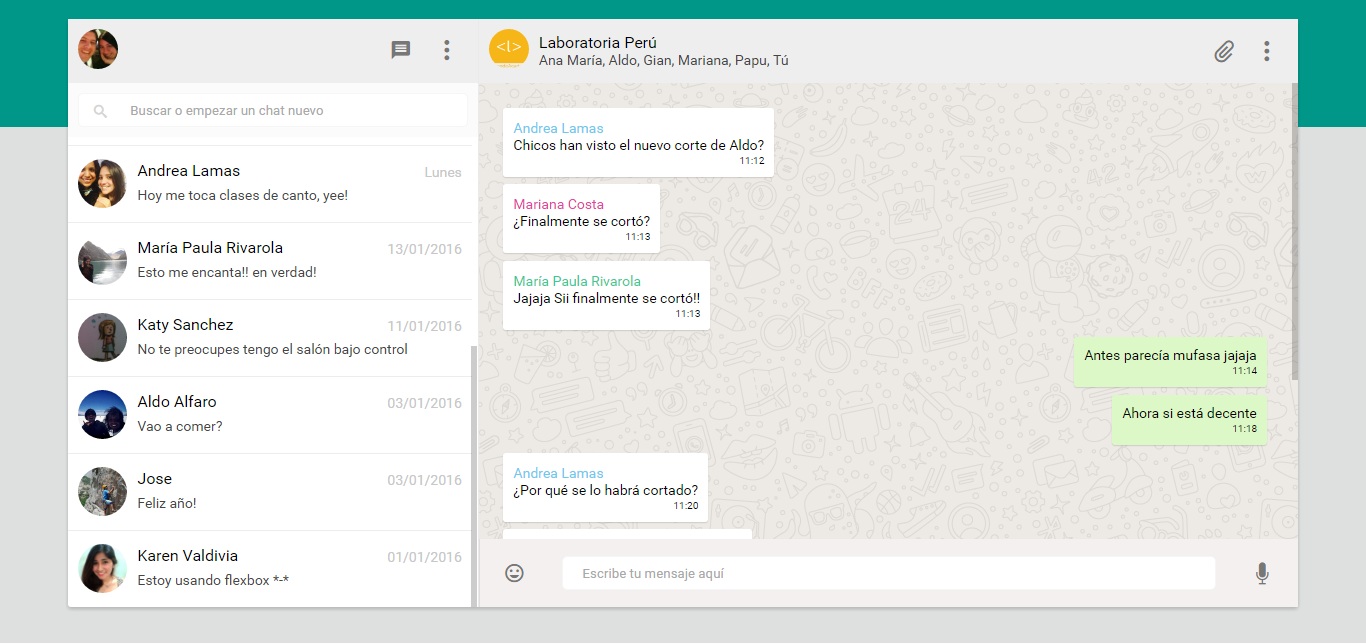 Buscar o empezar un chat nuevo
Andrea Lamas
Lunes
Hoy me toca clases de canto, yee!
María Paula Rivarola
13/01/2016
Esto me encanta!! en verdad!
Katy Sanchez
11/01/2016
No te preocupes tengo el salón bajo control
Aldo Alfaro
03/01/2016
Vao a comer?
Jose
03/01/2016
Feliz año!
Karen Valdivia
01/01/2016
Estoy usando flexbox *-*
<L>
Laboratoria Perú
Ana María, Aldo, Gian, Mariana, Papu, Tú
Andrea Lamas
Chicos han visto el nuevo corte de Aldo?
11:12
Mariana Costa
¿Finalmente se cortó?
11:13
María Paula Rivarola
Jajaja Sii finalmente se cortó!!
11:13
Antes parecía mufasa jajaja
11:14
Ahora si está decente
11:18
Andrea Lamas
¿Por qué se lo habrá cortado?
11:20
Escribe tu mensaje aquí